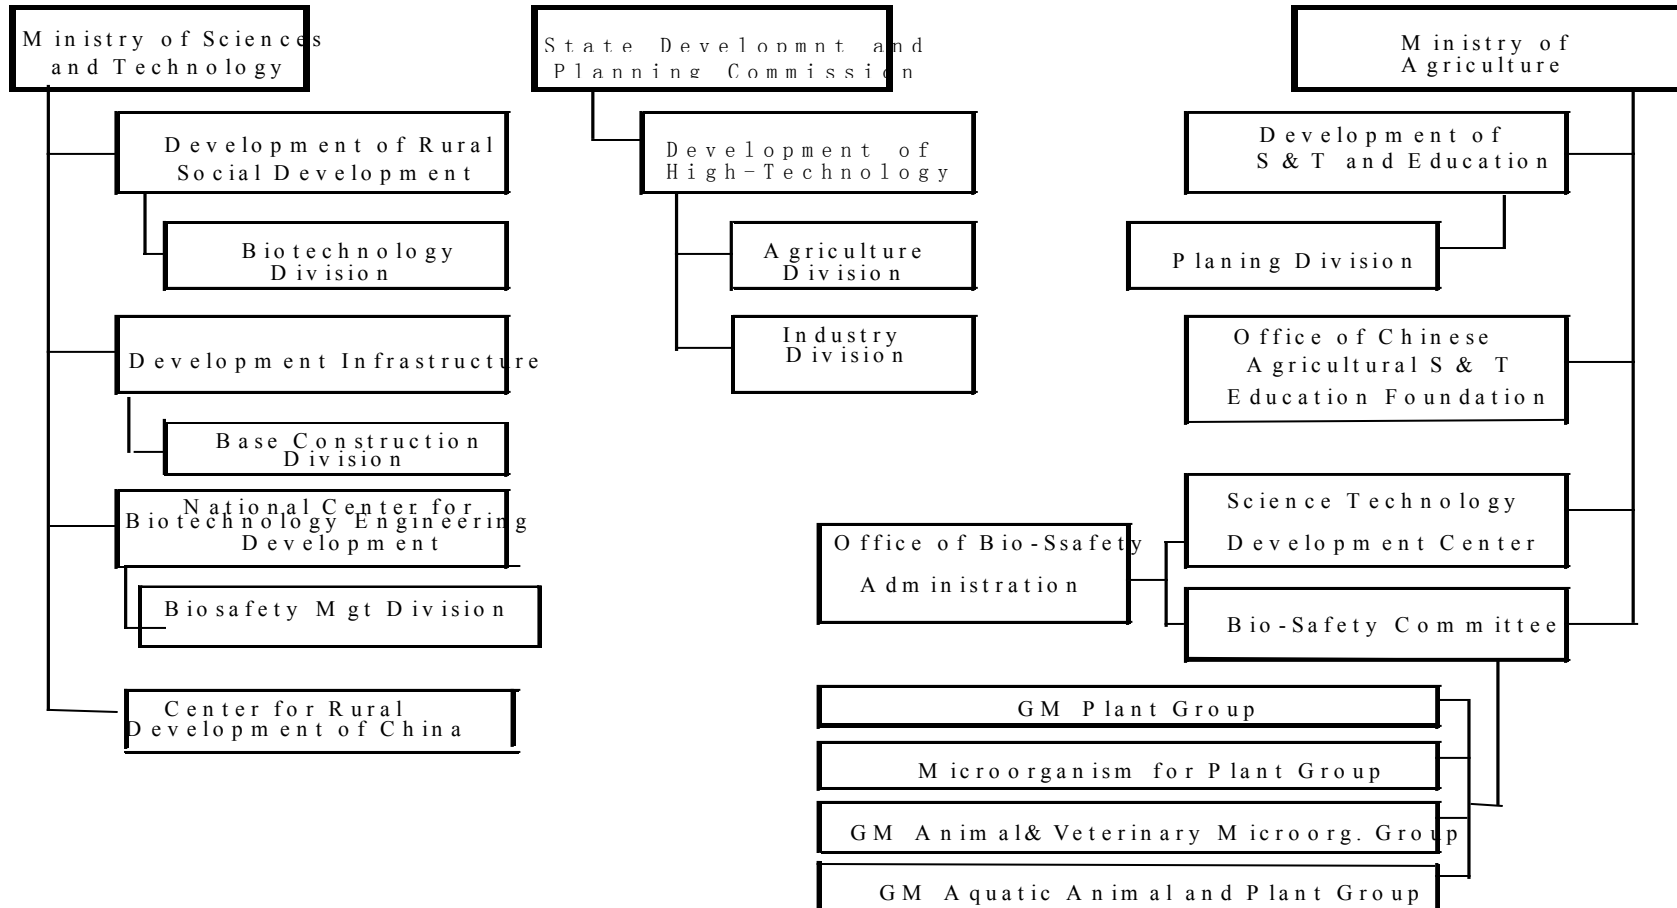 Ministry of Sciences
and Technology
State Developmnt and
Planning Commission
Ministry of
Agriculture
Development of Rural
Social Development
Biotechnology
Division
Development Infrastructure
Base Construction
Division
National Center for
Biotechnology Engineering
Development
Biosafety Mgt Division
Center for Rural
Development of China
Development of
High-Technology
Agriculture
Division
Industry
Division
Development of
S & T and Education
Planing Division
Office of Chinese
Agricultural S & T
Education Foundation
Science Technology
Development Center
Office of Bio-Ssafety
Administration
Bio-Safety Committee
GM Plant Group
Microorganism for Plant Group
GM Animal& Veterinary Microorg. Group
GM Aquatic Animal and Plant Group